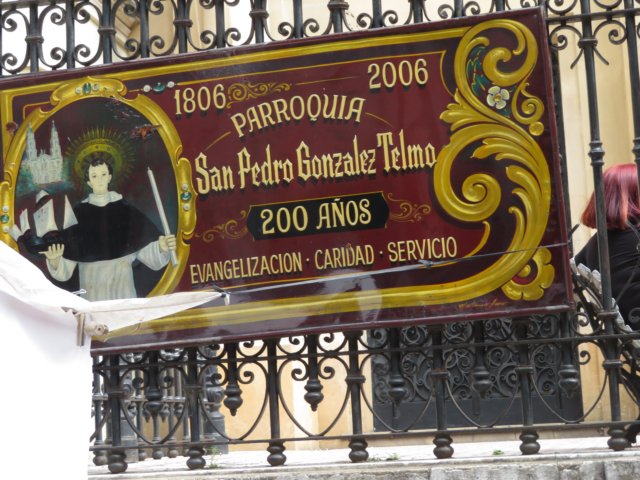 1806 2006
PARROQUIA
San Pedro Gonzalez Telmo
200 AÑOS
EVANGELIZACION · CARIDAD · SERVICIO